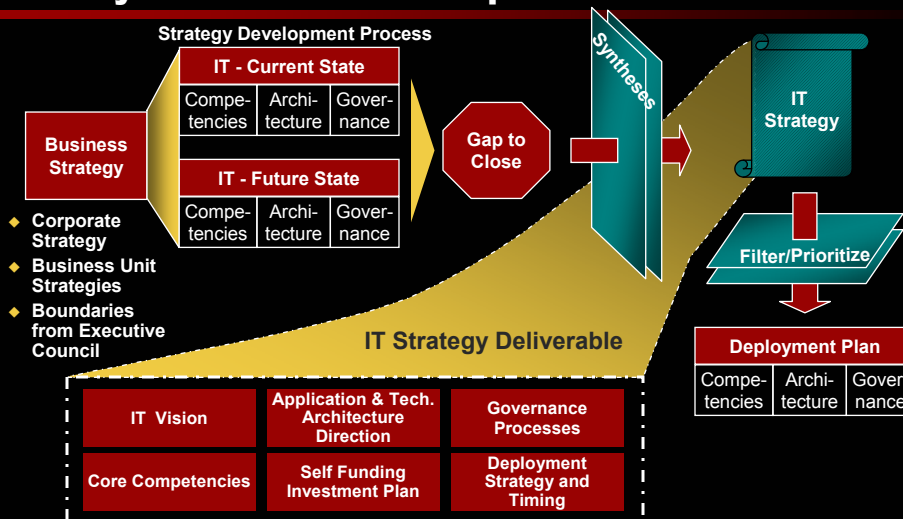 Strategy Development Process
IT - Current State
Compe-
tencies
Archi-
tecture
Gover-
nance
Business
Strategy
IT - Future State
Compe-
tencies
Archi-
tecture
Gover-
nance
Gap to
Close
Syntheses
IT
Strategy
◆ Corporate
Strategy
◆ Business Unit
Strategies
◆ Boundaries
from Executive
Council
Filter/Prioritize
IT Strategy Deliverable
Deployment Plan
Compe-
tencies
Archi-
tecture
Gover
nance
IT Vision
Application & Tech.
Architecture
Direction
Governance
Processes
Core Competencies
Self Funding
Investment Plan
Deployment
Strategy and
Timing